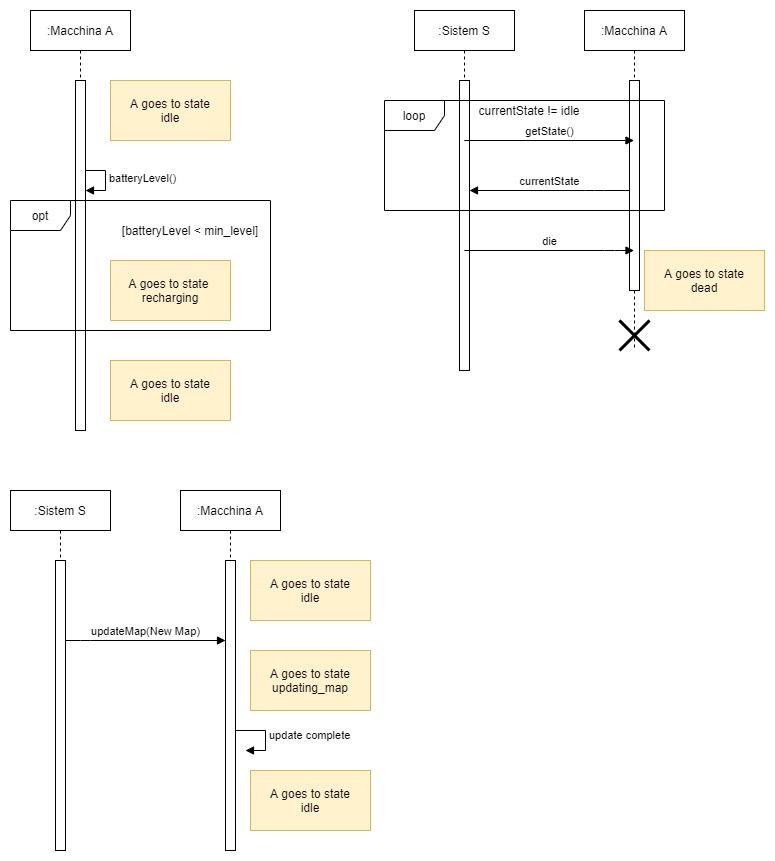 :Macchina A
A goes to state
idle
batteryLevel()
opt
[batteryLevel < min_level]
A goes to state
recharging
A goes to state
idle
:Sistem S
:Macchina A
loop
currentState != idle
getState()
currentState
die
A goes to state
dead
:Sistem S
:Macchina A
A goes to state
idle
updateMap(New Map)
A goes to state
updating_map
update complete
A goes to state
idle